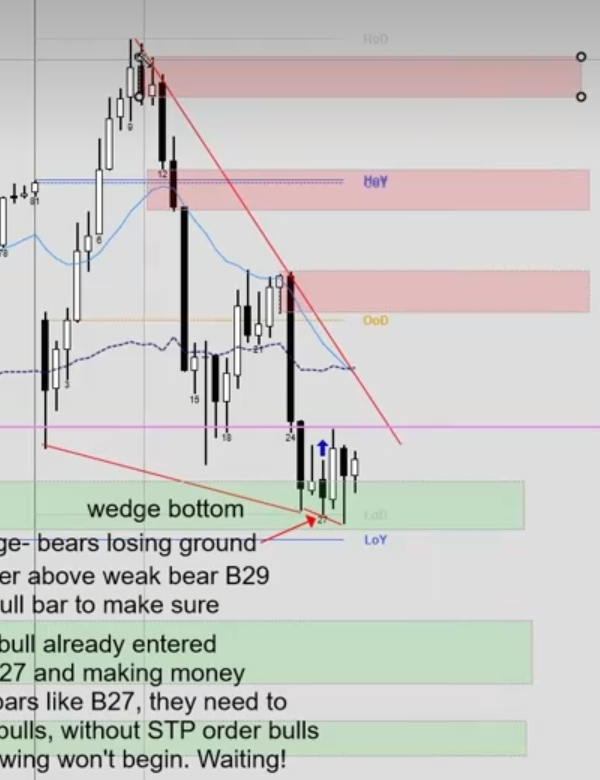 HoD
9
12
HoY
81
6
78
OoD
3
21
15
18
24
wedge bottom
27
LoD
ge- bears losing ground
LoY
er above weak bear B29
ull bar to make sure
bull already entered
27 and making money
bars like B27, they need to
bulls, without STP order bulls
wing won't begin. Waiting!